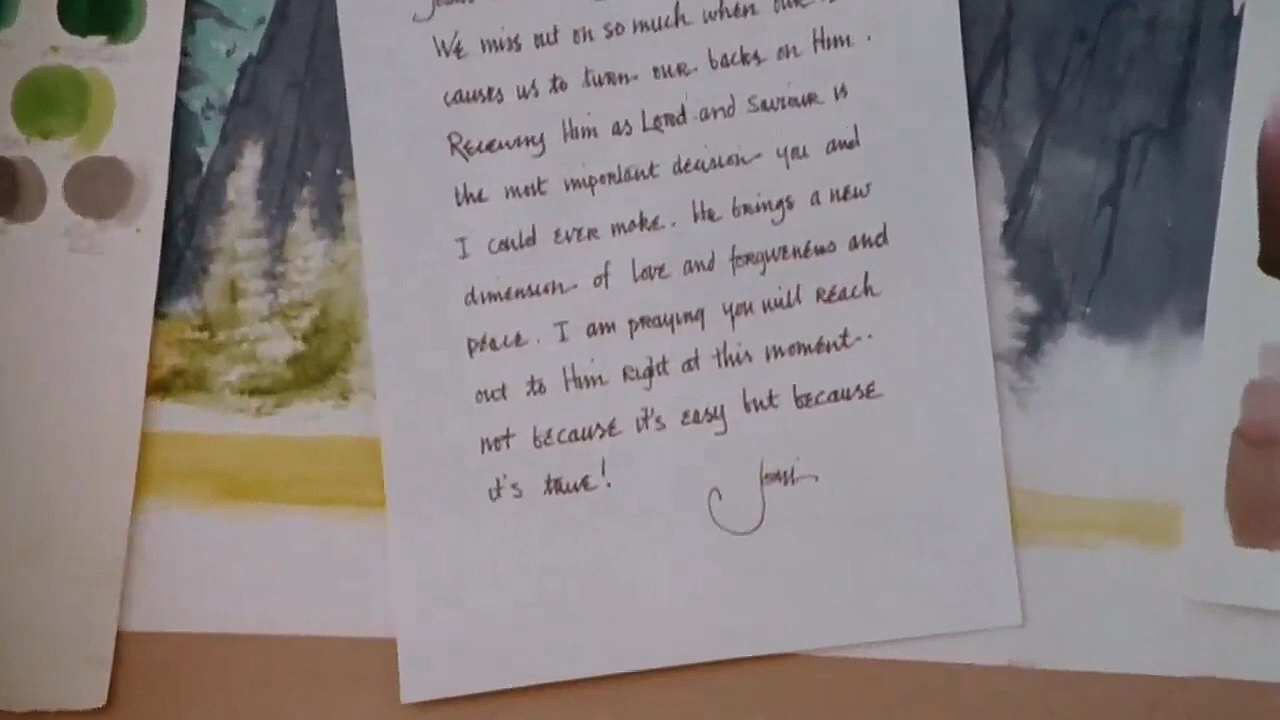 We miss out on so much when our
causes us to turn our backs on Him.
Receiving Him as Lord and Saviour is
the most important decision you and
I could ever make. He brings a new
dimension of love and forgiveness and
peace. I am praying you will reach
out to Him right at this moment..
not because it's easy but because
it's true!
Joni